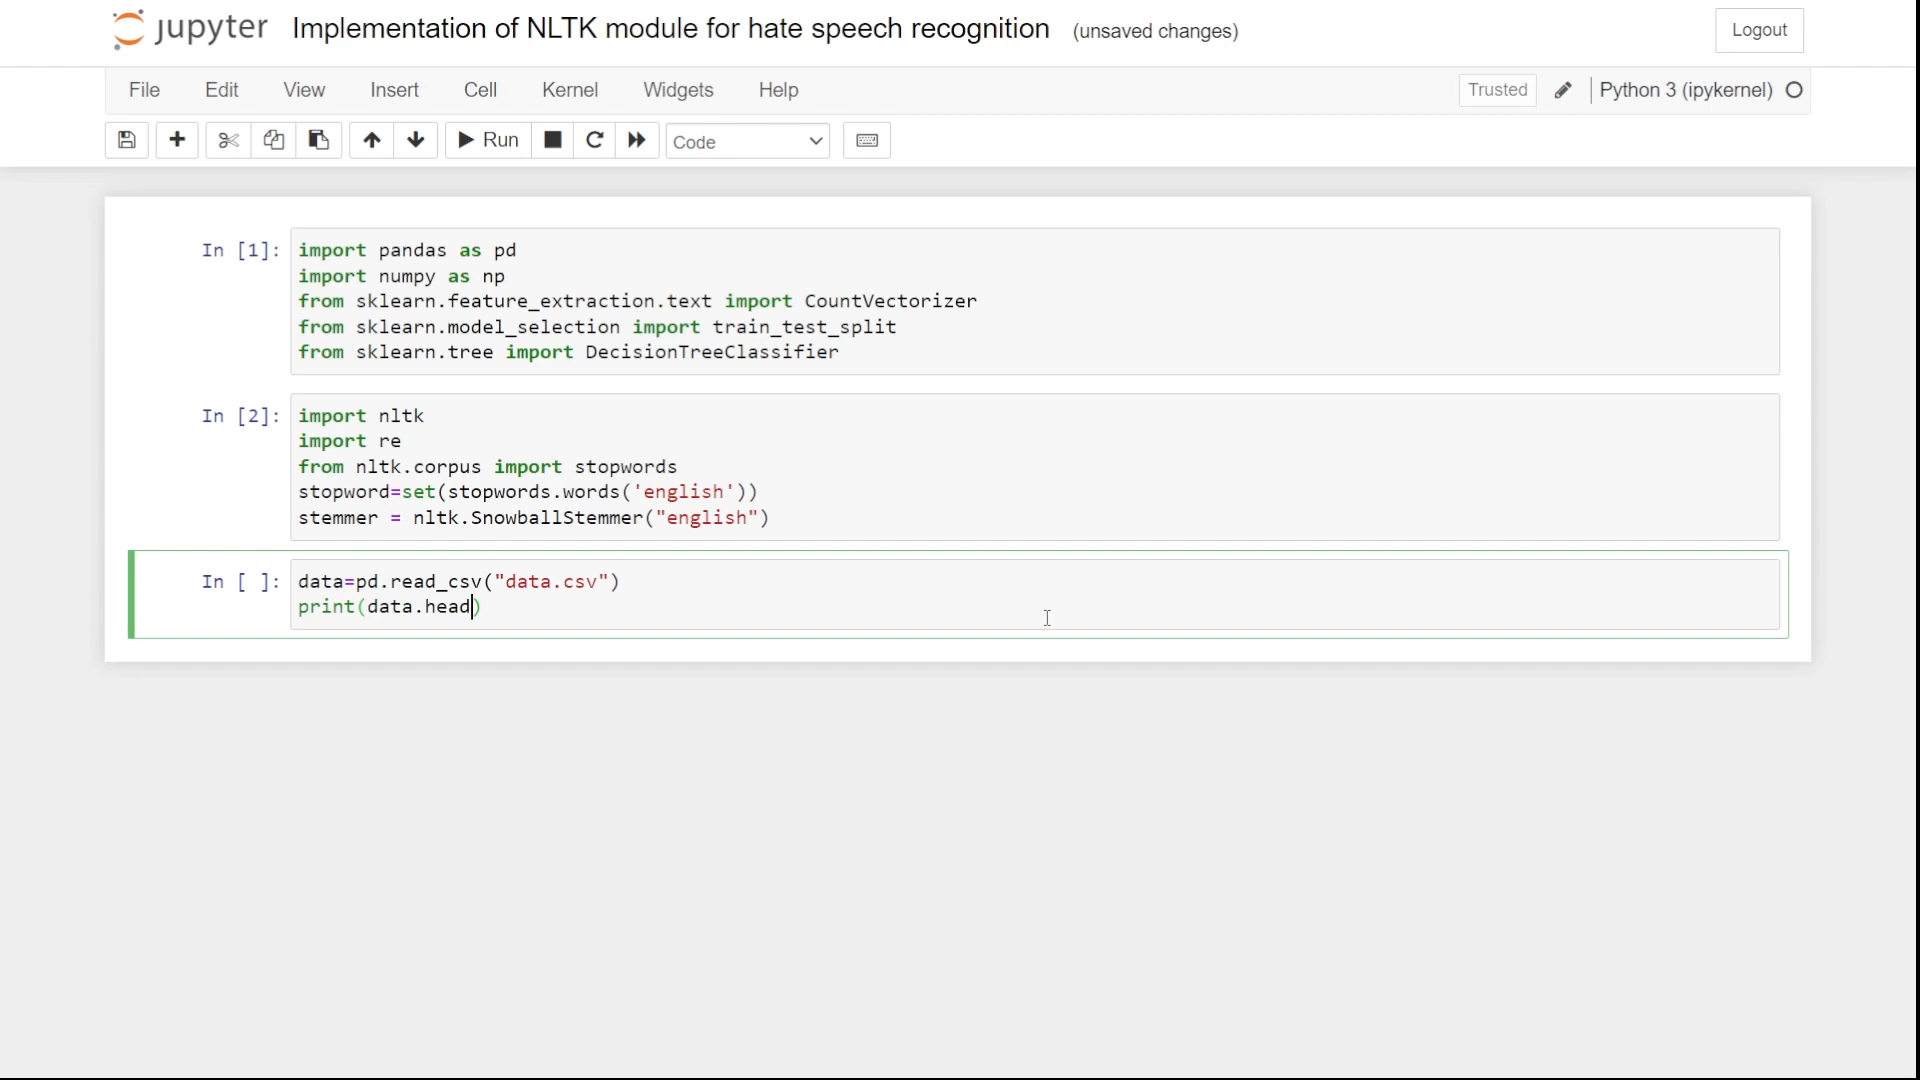 jupyter Implementation of NLTK module for hate speech recognition (unsaved changes) Logout
File Edit View Insert Cell Kernel Widgets Help Trusted Python 3 (ipykernel)
Run Code
In [1]: import pandas as pd
import numpy as np
from sklearn.feature_extraction.text import CountVectorizer
from sklearn.model_selection import train_test_split
from sklearn.tree import DecisionTreeClassifier
In [2]: import nltk
import re
from nltk.corpus import stopwords
stopword=set(stopwords.words('english'))
stemmer = nltk.SnowballStemmer("english")
In [ ]: data=pd.read_csv("data.csv")
print(data.head)